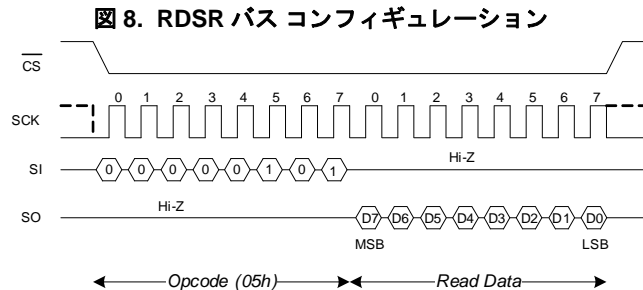 図 8. RDSR バス コンフィギュレーション
CS
0 1 2 3 4 5 6 7 0 1 2 3 4 5 6 7
SCK
Hi-Z
SI 0 0 0 0 0 1 0 1
Hi-Z
SO D7 D6 D5 D4 D3 D2 D1 D0
MSB LSB
Opcode (05h) Read Data